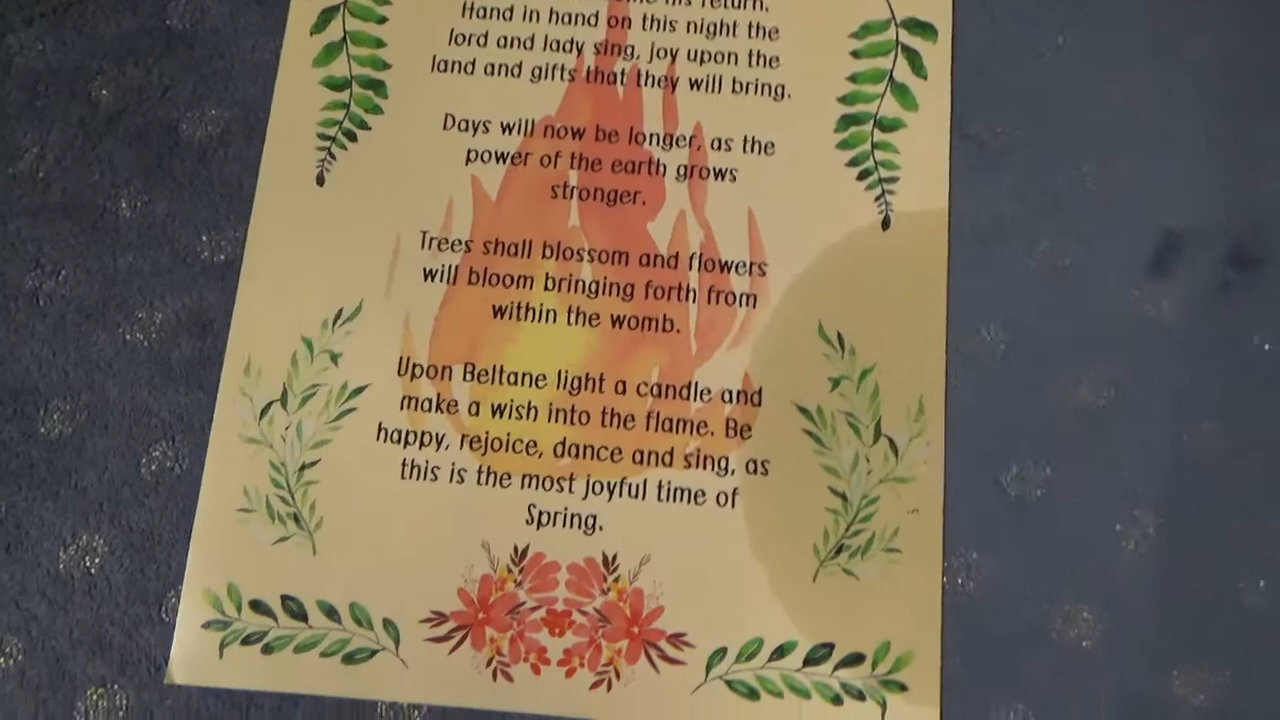 his return.
Hand in hand on this night the
lord and lady sing, joy upon the
land and gifts that they will bring.
Days will now be longer, as the
power of the earth grows
stronger.
Trees shall blossom and flowers
will bloom bringing forth from
within the womb.
Upon Beltane light a candle and
make a wish into the flame. Be
happy, rejoice, dance and sing, as
this is the most joyful time of
Spring.